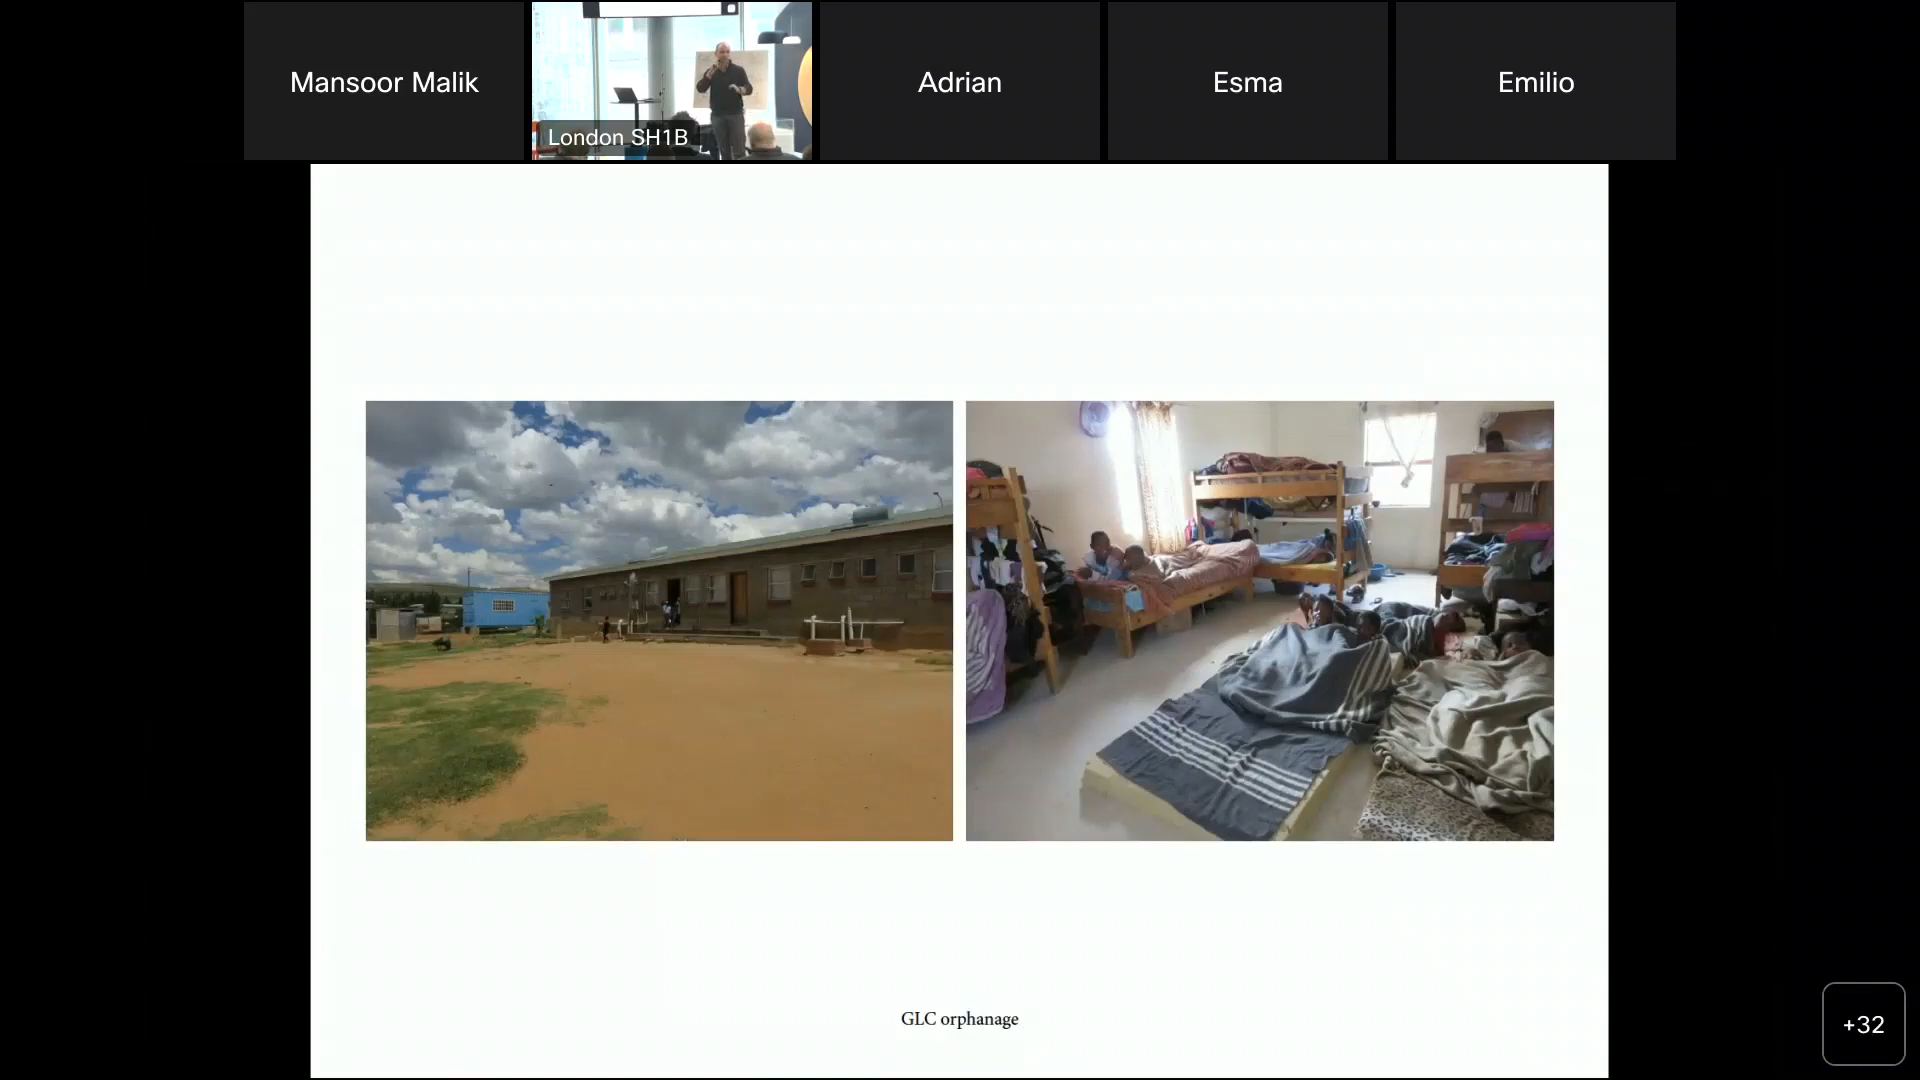 Mansoor Malik
London SH1B
Adrian
Esma
Emilio
GLC orphanage
+32